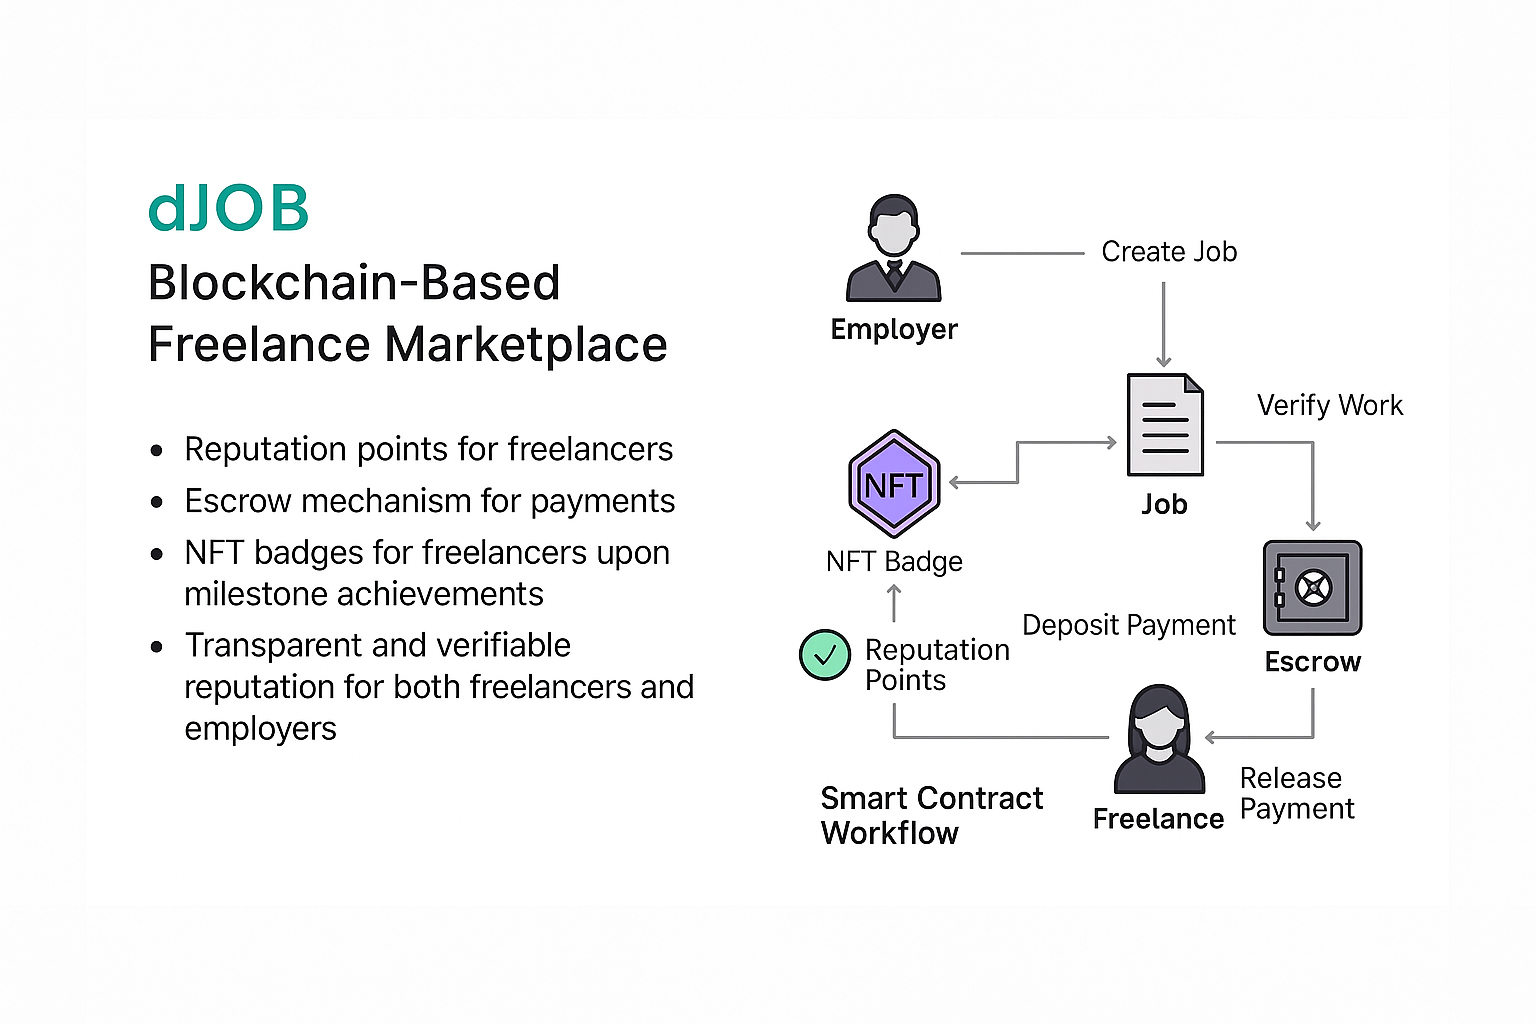 dJOB
Blockchain-Based
Freelance Marketplace
• Reputation points for freelancers
• Escrow mechanism for payments
• NFT badges for freelancers upon
milestone achievements
• Transparent and verifiable
reputation for both freelancers and
employers
Employer
Create Job
Verify Work
Job
NFT
NFT Badge
Deposit Payment
Escrow
Reputation
Points
Freelance
Release
Payment
Smart Contract
Workflow